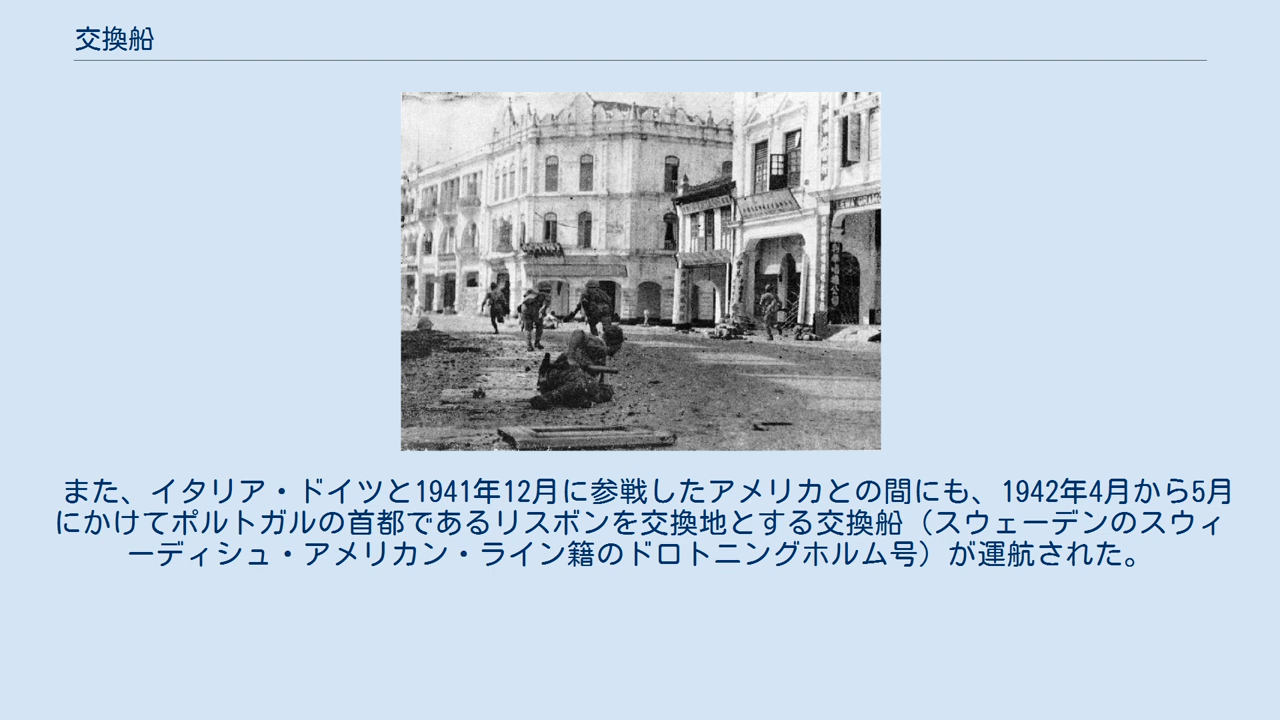 交換船
また、イタリア・ドイツと1941年12月に参戦したアメリカとの間にも、1942年4月から5月
にかけてポルトガルの首都であるリスボンを交換地とする交換船（スウェーデンのスウィ
ーディシュ・アメリカン・ライン籍のドロトニングホルム号）が運航された。